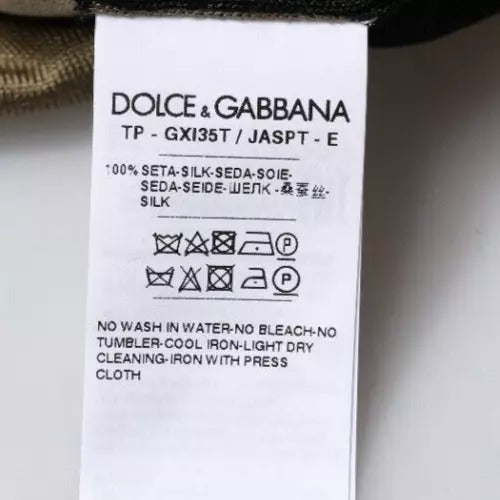 DOLCE & GABBANA
TP - GXI35T / JASPT - E
100% SETA-SILK-SEDA-SOIE-
SEDA-SEIDE-ШЕЛК -桑蚕丝-
SILK
P
P
NO WASH IN WATER-NO BLEACH-NO
TUMBLER-COOL IRON-LIGHT DRY
CLEANING-IRON WITH PRESS
CLOTH